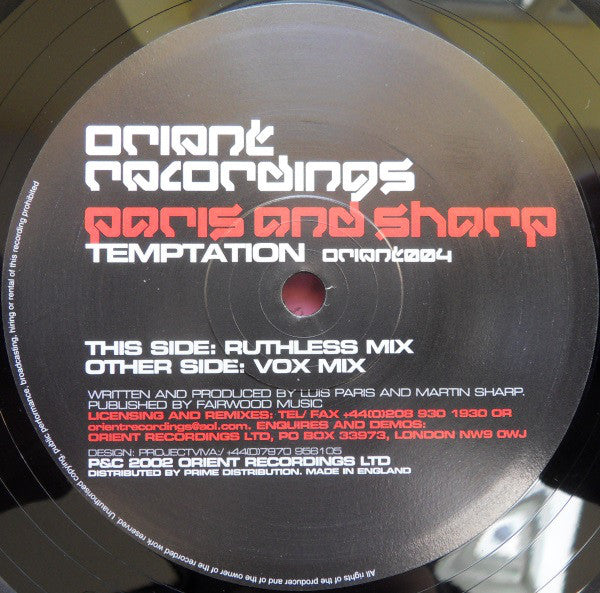 orient
recordings
paris and sharp
TEMPTATION orient004
THIS SIDE: RUTHLESS MIX
OTHER SIDE: VOX MIX
WRITTEN AND PRODUCED BY LUIS PARIS AND MARTIN SHARP.
PUBLISHED BY FAIRWOOD MUSIC
LICENSING AND REMIXES: TEL/ FAX +44(0)208 930 1930 OR
orientrecordings@aol.com. ENQUIRES AND DEMOS:
ORIENT RECORDINGS LTD, PO BOX 33973, LONDON NW9 0WJ
DESIGN: PROJECTVIVA:/ +44(0)7970 956105
P&C 2002 ORIENT RECORDINGS LTD
DISTRIBUTED BY PRIME DISTRIBUTION. MADE IN ENGLAND
All rights of the producer and of the owner of the recorded work reserved. Unauthorised copying public performance, broadcasting, hiring or rental of this recording prohibited